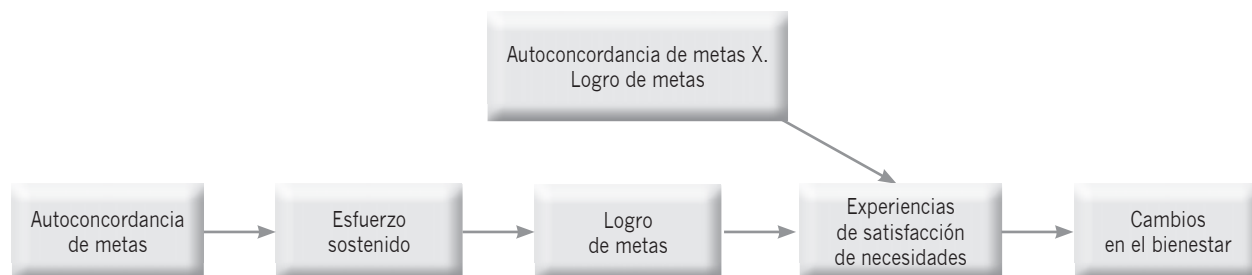 Autoconcordancia de metas X.
Logro de metas
Autoconcordancia
de metas
Esfuerzo
sostenido
Logro
de metas
Experiencias
de satisfacción
de necesidades
Cambios
en el bienestar